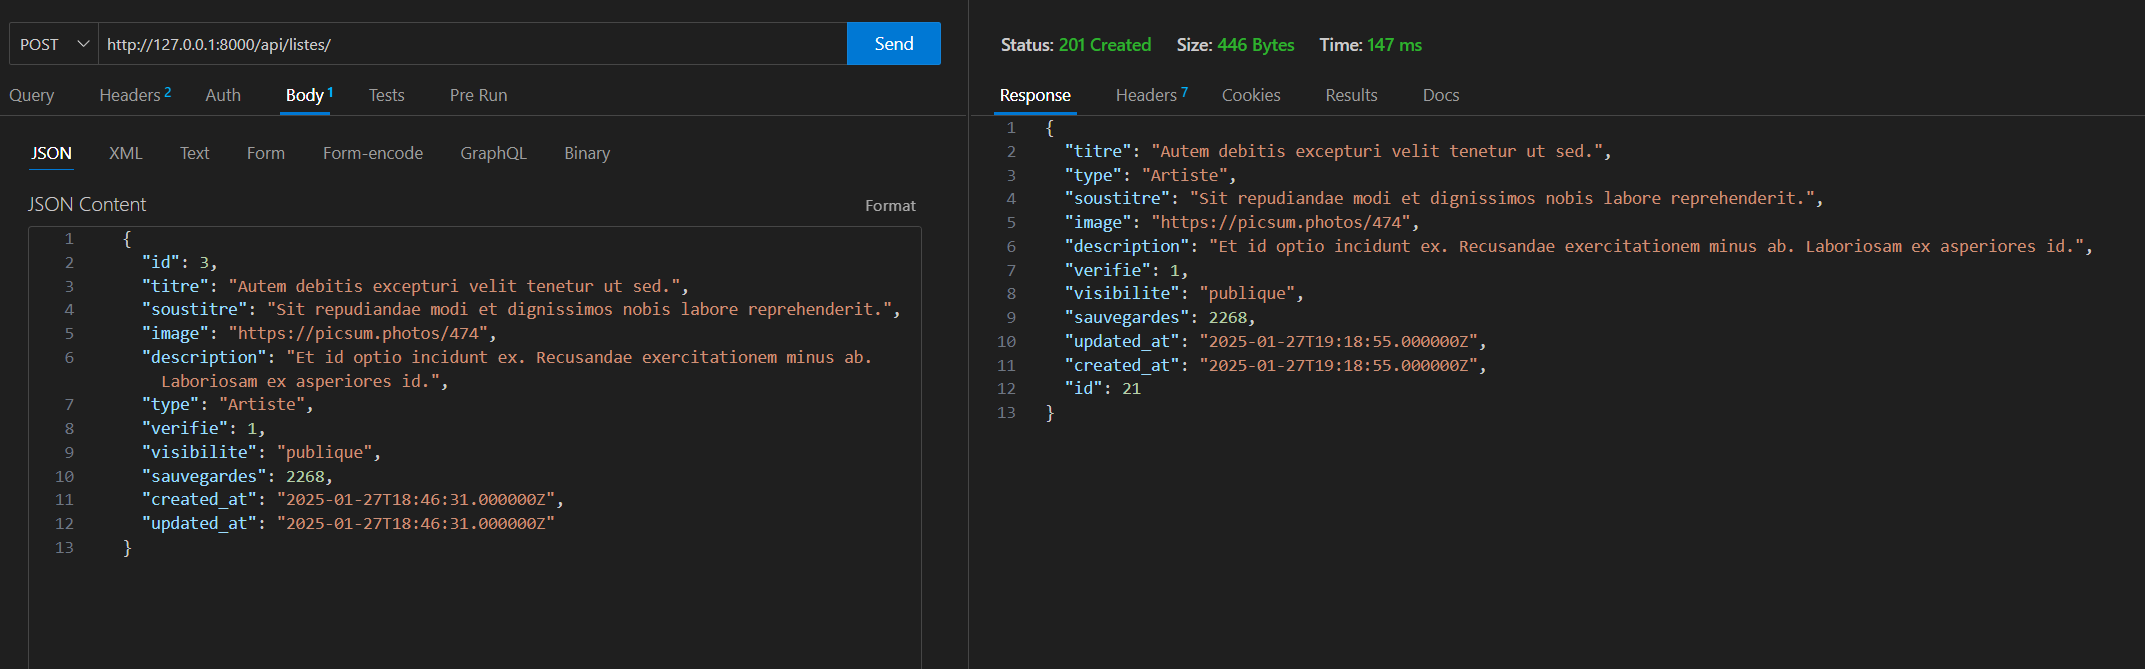 POST http://127.0.0.1:8000/api/listes/ Send
Query Headers 2 Auth Body 1 Tests Pre Run
JSON XML Text Form Form-encode GraphQL Binary
JSON Content Format
1 {
2 "id": 3,
3 "titre": "Autem debitis excepturi velit tenetur ut sed.",
4 "soustitre": "Sit repudiandae modi et dignissimos nobis labore reprehenderit.",
5 "image": "https://picsum.photos/474",
6 "description": "Et id optio incidunt ex. Recusandae exercitationem minus ab.
Laboriosam ex asperiores id.",
7 "type": "Artiste",
8 "verifie": 1,
9 "visibilite": "publique",
10 "sauvegardes": 2268,
11 "created_at": "2025-01-27T18:46:31.000000Z",
12 "updated_at": "2025-01-27T18:46:31.000000Z"
13 }
Status: 201 Created Size: 446 Bytes Time: 147 ms
Response Headers 7 Cookies Results Docs
1 {
2 "titre": "Autem debitis excepturi velit tenetur ut sed.",
3 "type": "Artiste",
4 "soustitre": "Sit repudiandae modi et dignissimos nobis labore reprehenderit.",
5 "image": "https://picsum.photos/474",
6 "description": "Et id optio incidunt ex. Recusandae exercitationem minus ab. Laboriosam ex asperiores id.",
7 "verifie": 1,
8 "visibilite": "publique",
9 "sauvegardes": 2268,
10 "updated_at": "2025-01-27T19:18:55.000000Z",
11 "created_at": "2025-01-27T19:18:55.000000Z",
12 "id": 21
13 }